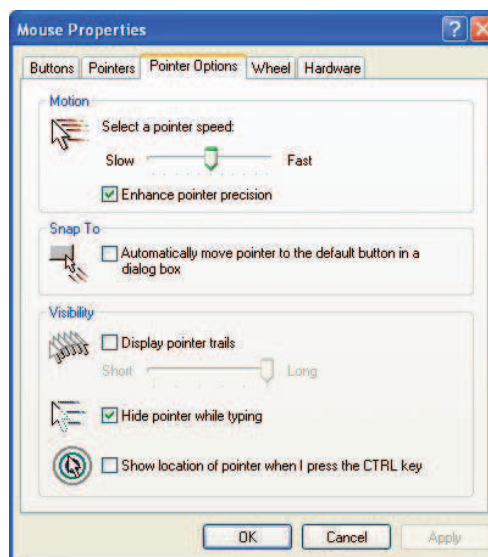 Mouse Properties
Buttons Pointers Pointer Options Wheel Hardware
Motion
Select a pointer speed:
Slow Fast
Enhance pointer precision
Snap To
Automatically move pointer to the default button in a
dialog box
Visibility
Display pointer trails
Short Long
Hide pointer while typing
Show location of pointer when I press the CTRL key
OK Cancel Apply